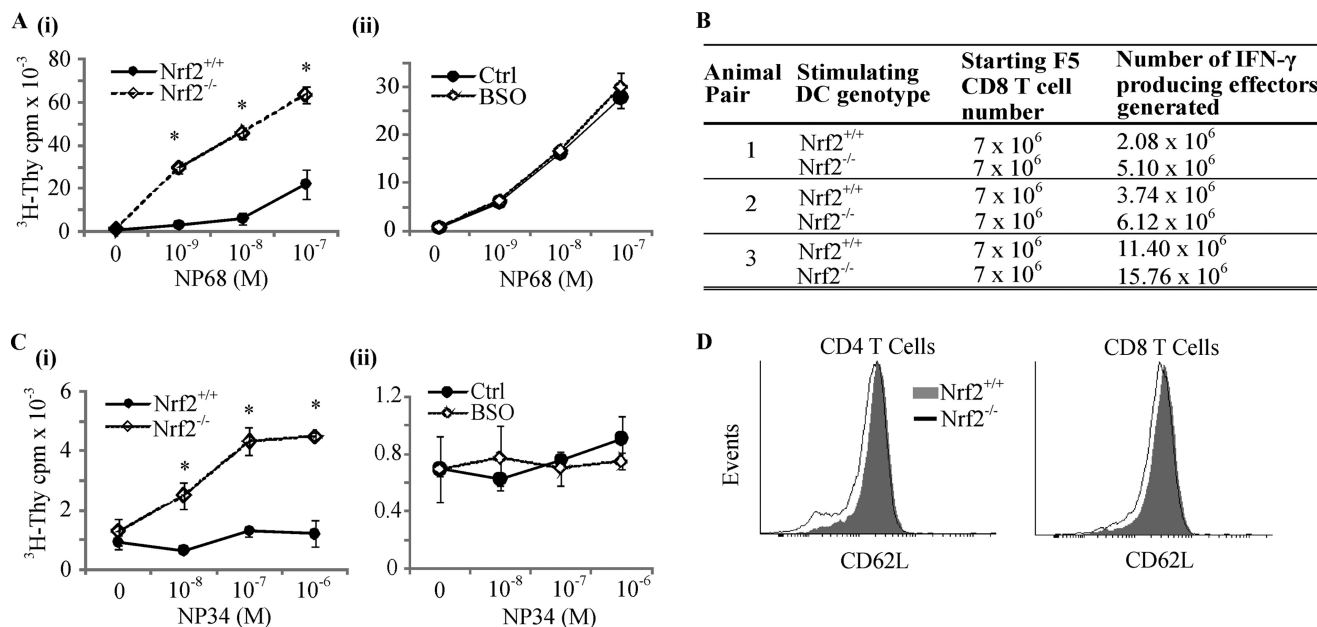 A (i) (ii)
³H-Thy cpm x 10⁻³
80
60
40
20
0
Nrf2⁺/⁺
Nrf2⁻/⁻
*
*
*
0 10⁻⁹ 10⁻⁸ 10⁻⁷
NP68 (M)
30
20
10
0
Ctrl
BSO
0 10⁻⁹ 10⁻⁸ 10⁻⁷
NP68 (M)
B
Animal Pair
Stimulating DC genotype
Starting F5 CD8 T cell number
Number of IFN-γ producing effectors generated
1 Nrf2⁺/⁺ 7 x 10⁶ 2.08 x 10⁶
Nrf2⁻/⁻ 7 x 10⁶ 5.10 x 10⁶
2 Nrf2⁺/⁺ 7 x 10⁶ 3.74 x 10⁶
Nrf2⁻/⁻ 7 x 10⁶ 6.12 x 10⁶
3 Nrf2⁺/⁺ 7 x 10⁶ 11.40 x 10⁶
Nrf2⁻/⁻ 7 x 10⁶ 15.76 x 10⁶
C (i) (ii)
³H-Thy cpm x 10⁻³
6
4
2
0
Nrf2⁺/⁺
Nrf2⁻/⁻
*
*
*
0 10⁻⁸ 10⁻⁷ 10⁻⁶
NP34 (M)
1.2
0.8
0.4
0
Ctrl
BSO
0 10⁻⁸ 10⁻⁷ 10⁻⁶
NP34 (M)
D
CD4 T Cells
CD8 T Cells
Nrf2⁺/⁺
Nrf2⁻/⁻
Events
CD62L
CD62L